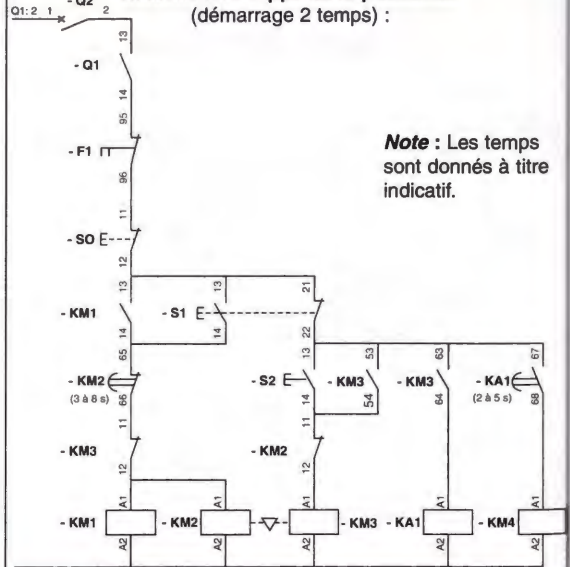 - Q2
(démarrage 2 temps) :
Q1: 2 1 2
13
- Q1
14
95
- F1
96
Note : Les temps
sont donnés à titre
indicatif.
11
- SO E
12
13 13 21
- KM1 - S1 E
14 14 22
65 13 53 63 67
- KM2 - S2 E - KM3 - KM3 - KA1
(3 à 8 s) 66 14 54 64 (2 à 5 s) 68
11 11
- KM3 - KM2
12 12
A1 A1 A1 A1 A1
- KM1 - KM2 - KM3 - KA1 - KM4
A2 A2 A2 A2 A2